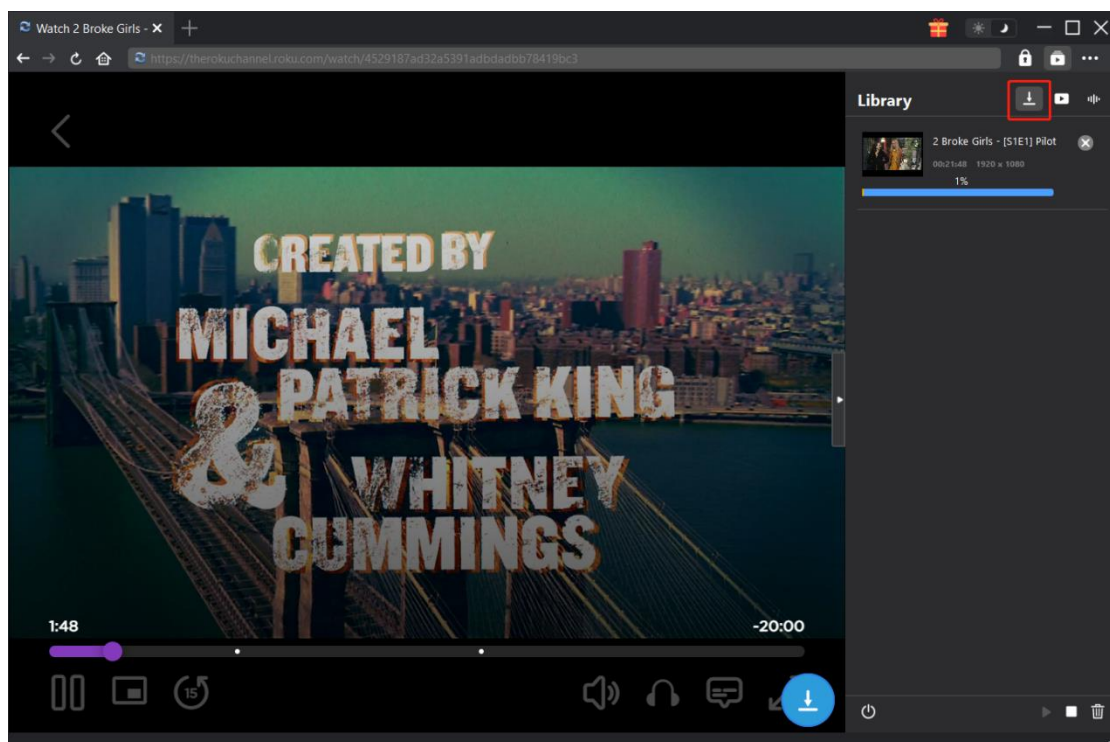 Watch 2 Broke Girls -
https://therokuchannel.roku.com/watch/4529187ad32a5391adbdadbb78419bc3
Library
2 Broke Girls - [S1E1] Pilot
00:21:48 1920 x 1080
1%
CREATED BY
MICHAEL
PATRICK KING
& WHITNEY
CUMMINGS
1:48
-20:00
15